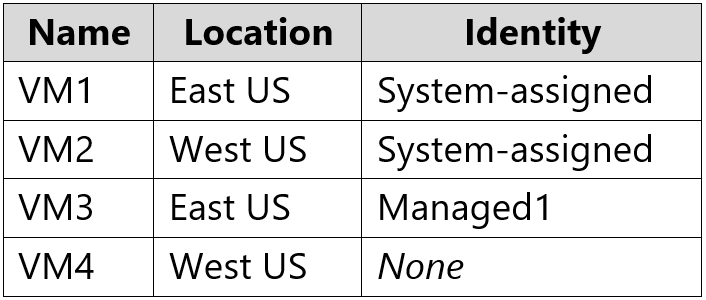 Name Location Identity
VM1 East US System-assigned
VM2 West US System-assigned
VM3 East US Managed1
VM4 West US None